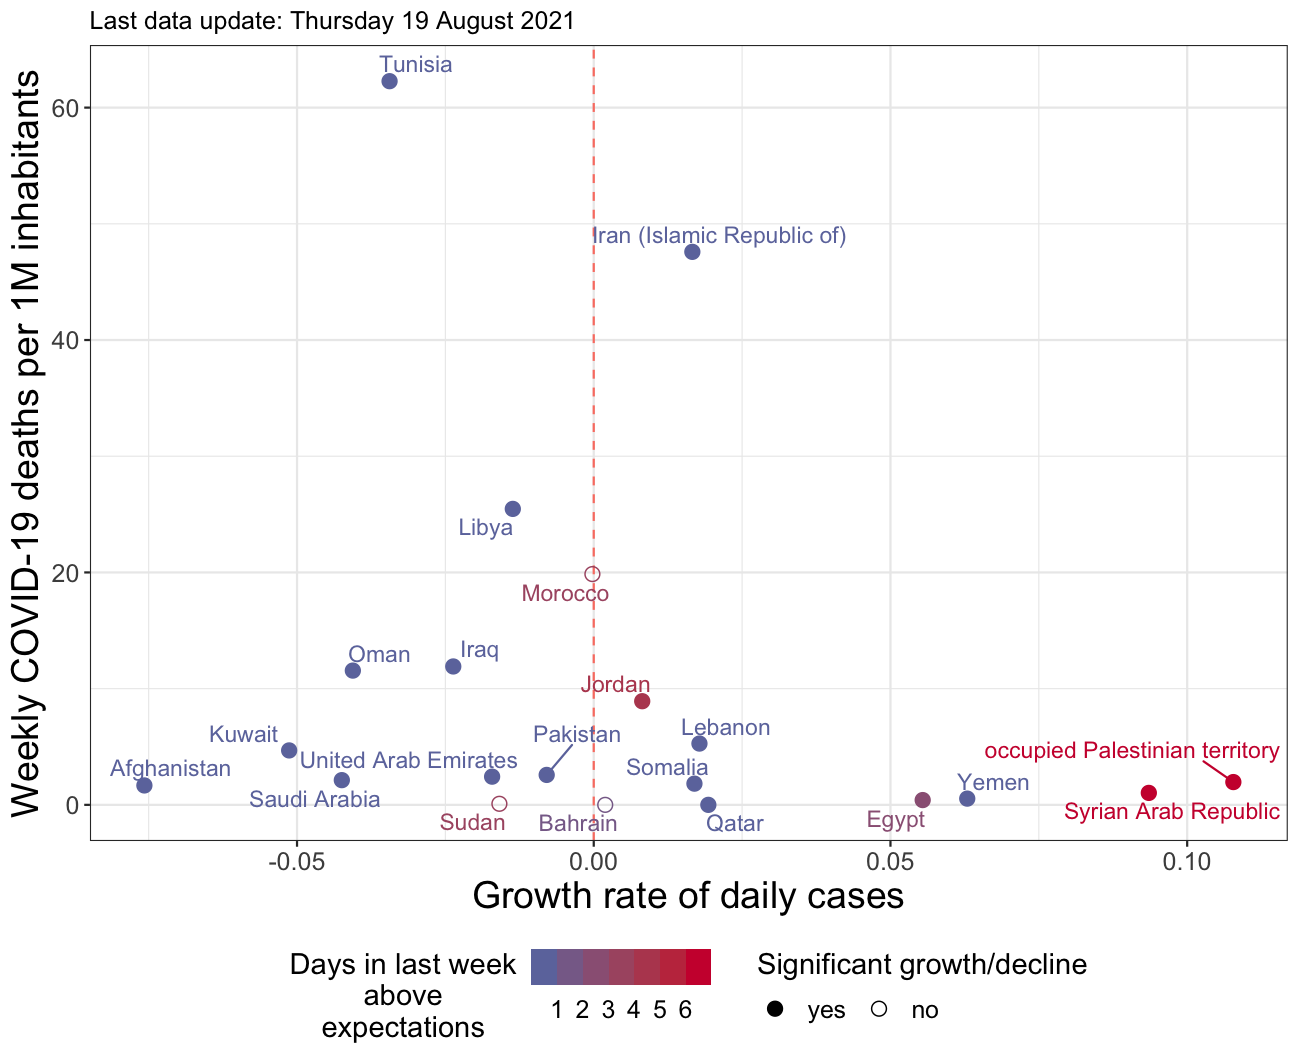 Last data update: Thursday 19 August 2021
Weekly COVID-19 deaths per 1M inhabitants
60
40
20
0
Tunisia
Iran (Islamic Republic of)
Libya
Morocco
Oman
Iraq
Jordan
Kuwait
Pakistan
Lebanon
occupied Palestinian territory
United Arab Emirates
Afghanistan
Somalia
Yemen
Saudi Arabia
Syrian Arab Republic
Sudan
Bahrain
Qatar
Egypt
-0.05
0.00
0.05
0.10
Growth rate of daily cases
Days in last week
above
expectations
1 2 3 4 5 6
Significant growth/decline
yes
no